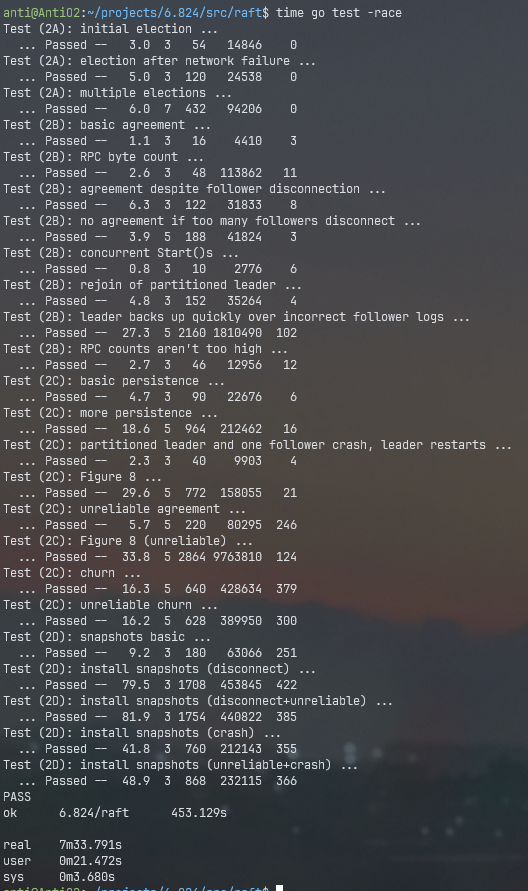 anti@Anti02:~/projects/6.824/src/raft$ time go test -race
Test (2A): initial election ...
  ... Passed --   3.0  3   54   14846    0
Test (2A): election after network failure ...
  ... Passed --   5.0  3  120   24538    0
Test (2A): multiple elections ...
  ... Passed --   6.0  7  432   94206    0
Test (2B): basic agreement ...
  ... Passed --   1.1  3   16    4410    3
Test (2B): RPC byte count ...
  ... Passed --   2.6  3   48  113862   11
Test (2B): agreement despite follower disconnection ...
  ... Passed --   6.3  3  122   31833    8
Test (2B): no agreement if too many followers disconnect ...
  ... Passed --   3.9  5  188   41824    3
Test (2B): concurrent Start()s ...
  ... Passed --   0.8  3   10    2776    6
Test (2B): rejoin of partitioned leader ...
  ... Passed --   4.8  3  152   35264    4
Test (2B): leader backs up quickly over incorrect follower logs ...
  ... Passed --  27.3  5 2160 1810490  102
Test (2B): RPC counts aren't too high ...
  ... Passed --   2.7  3   46   12956   12
Test (2C): basic persistence ...
  ... Passed --   4.7  3   90   22676    6
Test (2C): more persistence ...
  ... Passed --  18.6  5  964  212462   16
Test (2C): partitioned leader and one follower crash, leader restarts ...
  ... Passed --   2.3  3   40    9903    4
Test (2C): Figure 8 ...
  ... Passed --  29.6  5  772  158055   21
Test (2C): unreliable agreement ...
  ... Passed --   5.7  5  220   80295  246
Test (2C): Figure 8 (unreliable) ...
  ... Passed --  33.8  5 2864 9763810  124
Test (2C): churn ...
  ... Passed --  16.3  5  640  428634  379
Test (2C): unreliable churn ...
  ... Passed --  16.2  5  628  389950  300
Test (2D): snapshots basic ...
  ... Passed --   9.2  3  180   63066  251
Test (2D): install snapshots (disconnect) ...
  ... Passed --  79.5  3 1708  453845  422
Test (2D): install snapshots (disconnect+unreliable) ...
  ... Passed --  81.9  3 1754  440822  385
Test (2D): install snapshots (crash) ...
  ... Passed --  41.8  3  760  212143  355
Test (2D): install snapshots (unreliable+crash) ...
  ... Passed --  48.9  3  868  232115  366
PASS
ok      6.824/raft      453.129s

real    7m33.791s
user    0m21.472s
sys     0m3.680s
anti@Anti02:~/projects/6.824/src/raft$